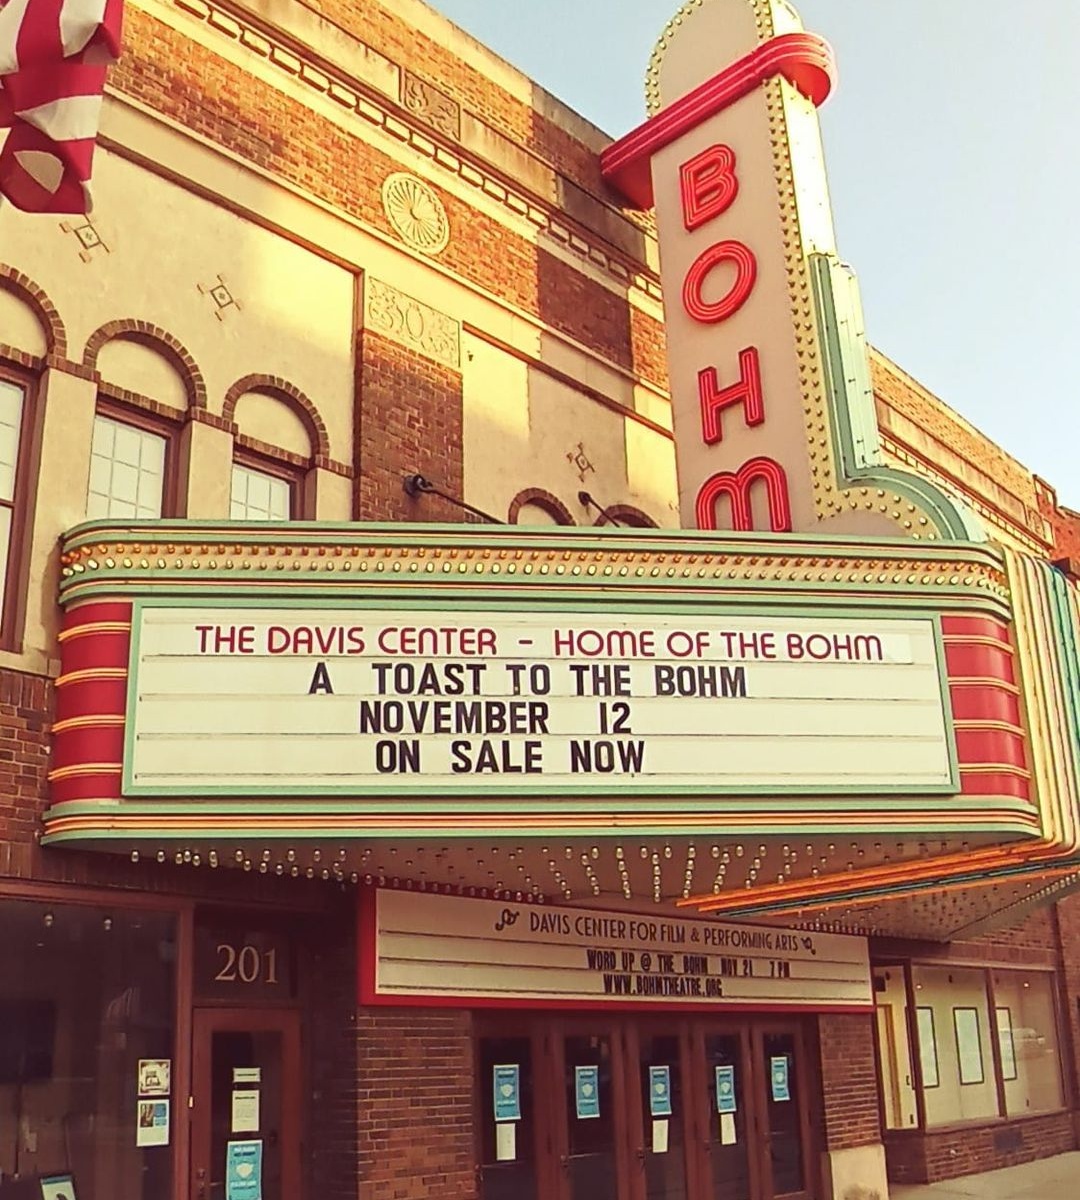 BOHM
THE DAVIS CENTER - HOME OF THE BOHM
A TOAST TO THE BOHM
NOVEMBER 12
ON SALE NOW
DAVIS CENTER FOR FILM & PERFORMING ARTS
WORD UP @ THE BOHM NOV 21 7 PM
WWW.BOHMTHEATRE.ORG
201